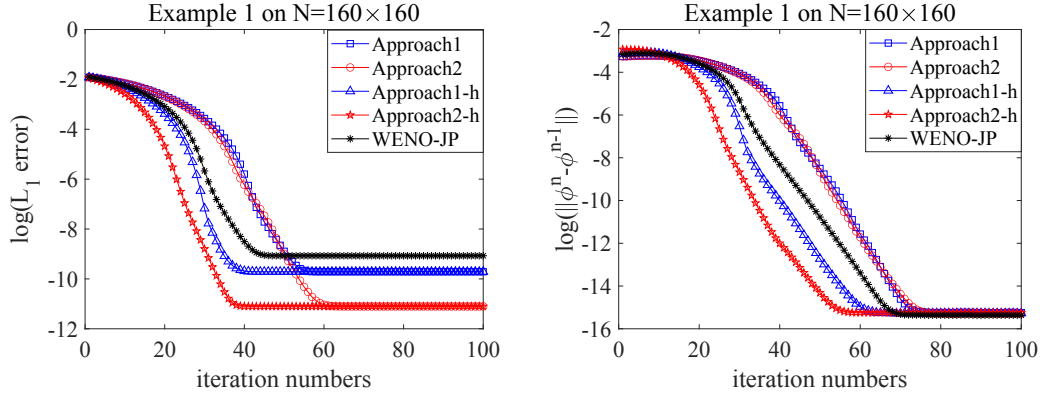 Example 1 on N=160×160
log(L_1 error)
0
-2
-4
-6
-8
-10
-12
0
20
40
60
80
100
iteration numbers
Approach1
Approach2
Approach1-h
Approach2-h
WENO-JP
Example 1 on N=160×160
log(||ϕ^n-ϕ^{n-1}||)
-2
-4
-6
-8
-10
-12
-14
-16
0
20
40
60
80
100
iteration numbers
Approach1
Approach2
Approach1-h
Approach2-h
WENO-JP